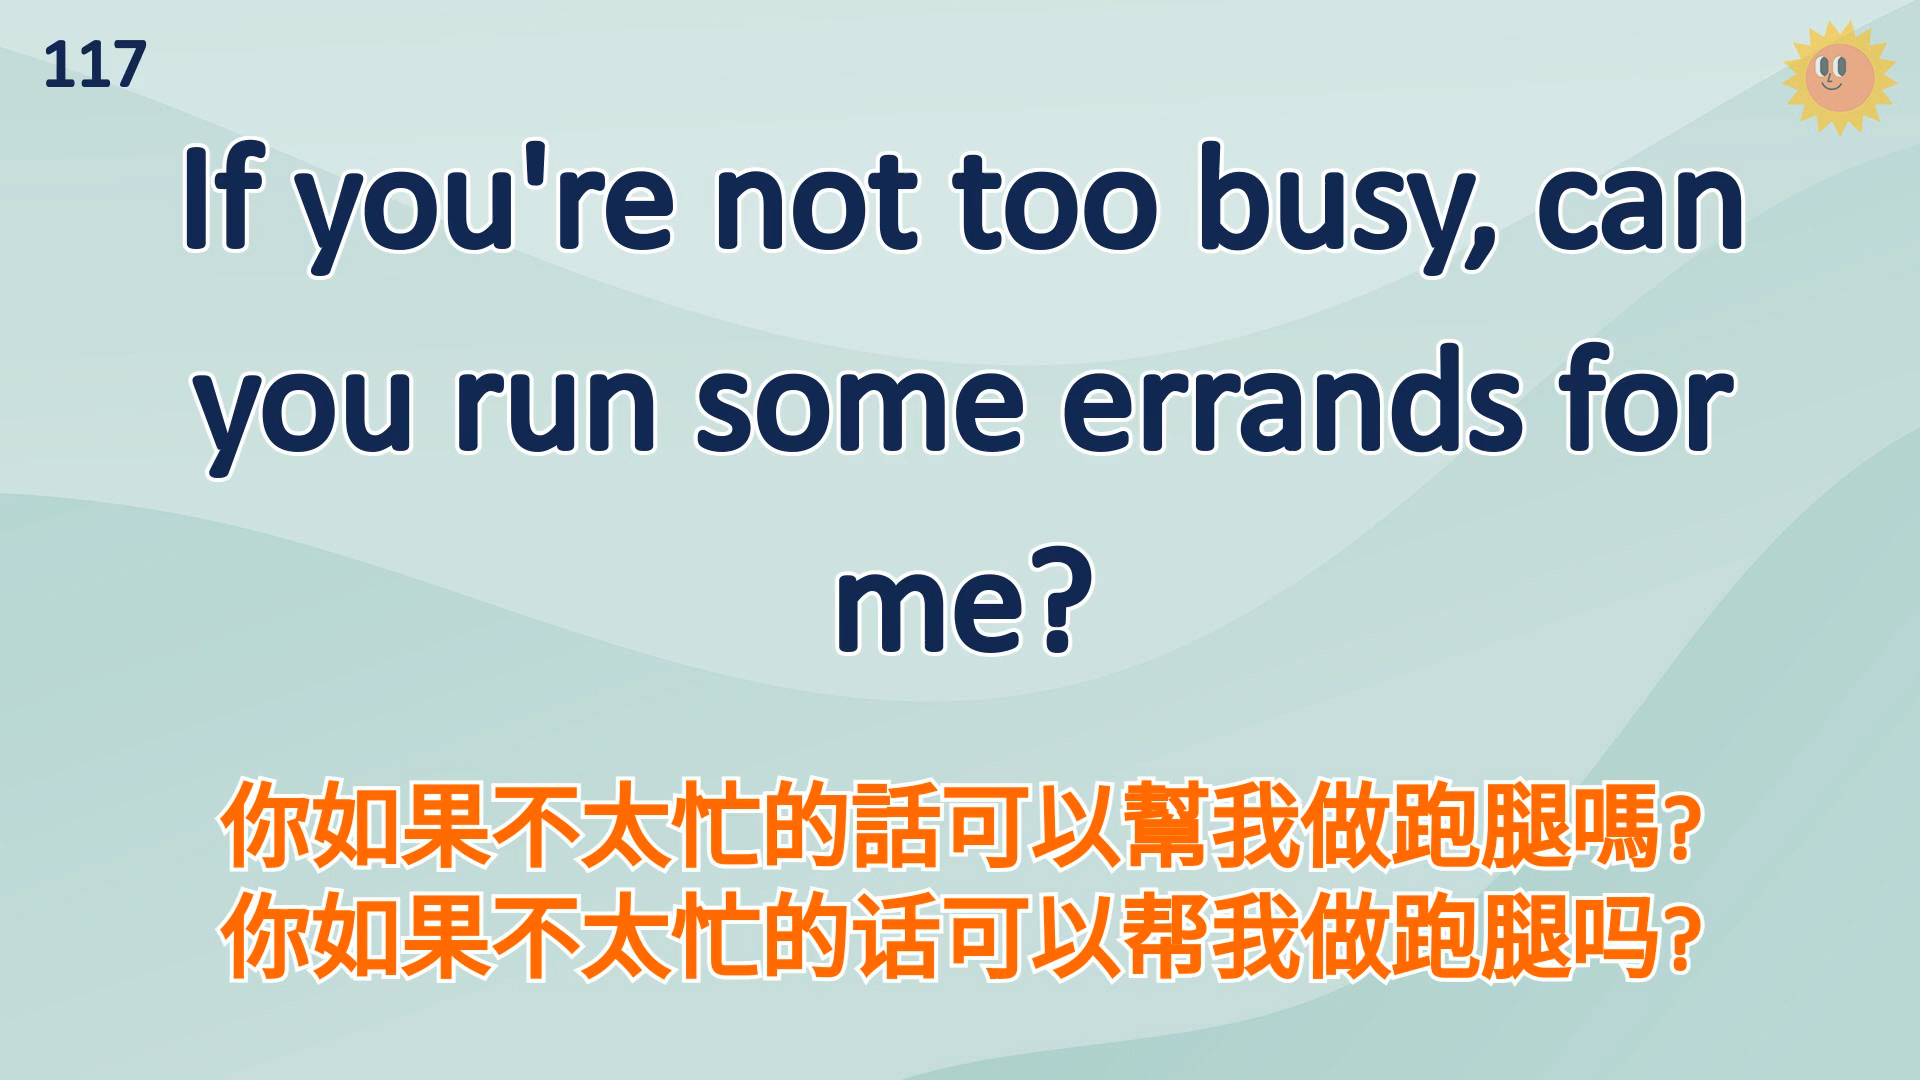 117
If you're not too busy, can
you run some errands for
me?
你如果不太忙的話可以幫我做跑腿嗎?
你如果不太忙的话可以帮我做跑腿吗?